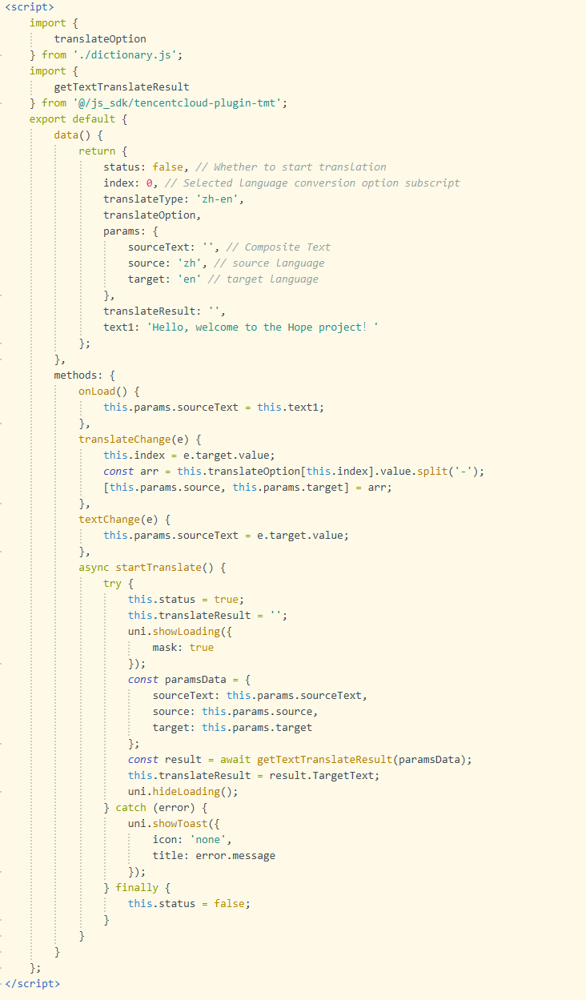 <script>
    import {
        translateOption
    } from './dictionary.js';
    import {
        getTextTranslateResult
    } from '@/js_sdk/tencentcloud-plugin-tmt';
    export default {
        data() {
            return {
                status: false, // Whether to start translation
                index: 0, // Selected language conversion option subscript
                translateType: 'zh-en',
                translateOption,
                params: {
                    sourceText: '', // Composite Text
                    source: 'zh', // source language
                    target: 'en' // target language
                },
                translateResult: '',
                text1: 'Hello, welcome to the Hope project！'
            };
        },
        methods: {
            onLoad() {
                this.params.sourceText = this.text1;
            },
            translateChange(e) {
                this.index = e.target.value;
                const arr = this.translateOption[this.index].value.split('-');
                [this.params.source, this.params.target] = arr;
            },
            textChange(e) {
                this.params.sourceText = e.target.value;
            },
            async startTranslate() {
                try {
                    this.status = true;
                    this.translateResult = '';
                    uni.showLoading({
                        mask: true
                    });
                    const paramsData = {
                        sourceText: this.params.sourceText,
                        source: this.params.source,
                        target: this.params.target
                    };
                    const result = await getTextTranslateResult(paramsData);
                    this.translateResult = result.TargetText;
                    uni.hideLoading();
                } catch (error) {
                    uni.showToast({
                        icon: 'none',
                        title: error.message
                    });
                } finally {
                    this.status = false;
                }
            }
        }
    };
</script>